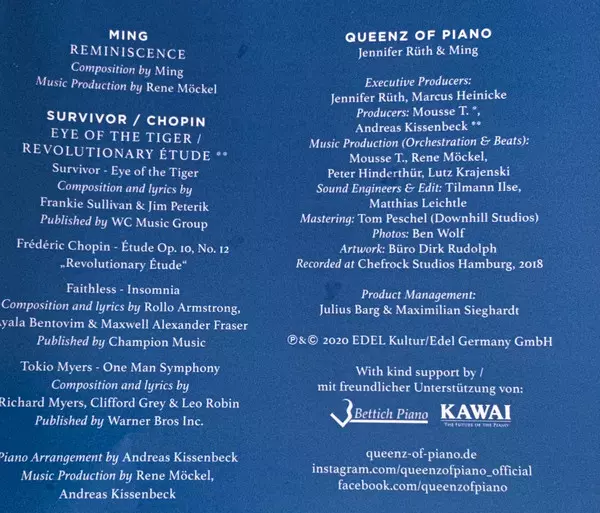 MING
REMINISCENCE
Composition by Ming
Music Production by Rene Möckel
SURVIVOR / CHOPIN
EYE OF THE TIGER /
REVOLUTIONARY ÉTUDE **
Survivor - Eye of the Tiger
Composition and lyrics by
Frankie Sullivan & Jim Peterik
Published by WC Music Group
Frédéric Chopin - Étude Op. 10, No. 12
„Revolutionary Étude“
Faithless - Insomnia
Composition and lyrics by Rollo Armstrong,
Ayala Bentovim & Maxwell Alexander Fraser
Published by Champion Music
Tokio Myers - One Man Symphony
Composition and lyrics by
Richard Myers, Clifford Grey & Leo Robin
Published by Warner Bros Inc.
Piano Arrangement by Andreas Kissenbeck
Music Production by Rene Möckel,
Andreas Kissenbeck
QUEENZ OF PIANO
Jennifer Rüth & Ming
Executive Producers:
Jennifer Rüth, Marcus Heinicke
Producers: Mousse T. *,
Andreas Kissenbeck **
Music Production (Orchestration & Beats):
Mousse T., Rene Möckel,
Peter Hinderthür, Lutz Krajenski
Sound Engineers & Edit: Tilmann Ilse,
Matthias Leichtle
Mastering: Tom Peschel (Downhill Studios)
Photos: Ben Wolf
Artwork: Büro Dirk Rudolph
Recorded at Chefrock Studios Hamburg, 2018
Product Management:
Julius Barg & Maximilian Sieghardt
℗&© 2020 EDEL Kultur/Edel Germany GmbH
With kind support by /
mit freundlicher Unterstützung von:
Bettich Piano
KAWAI
THE FUTURE OF THE PIANO
queenz-of-piano.de
instagram.com/queenzofpiano_official
facebook.com/queenzofpiano